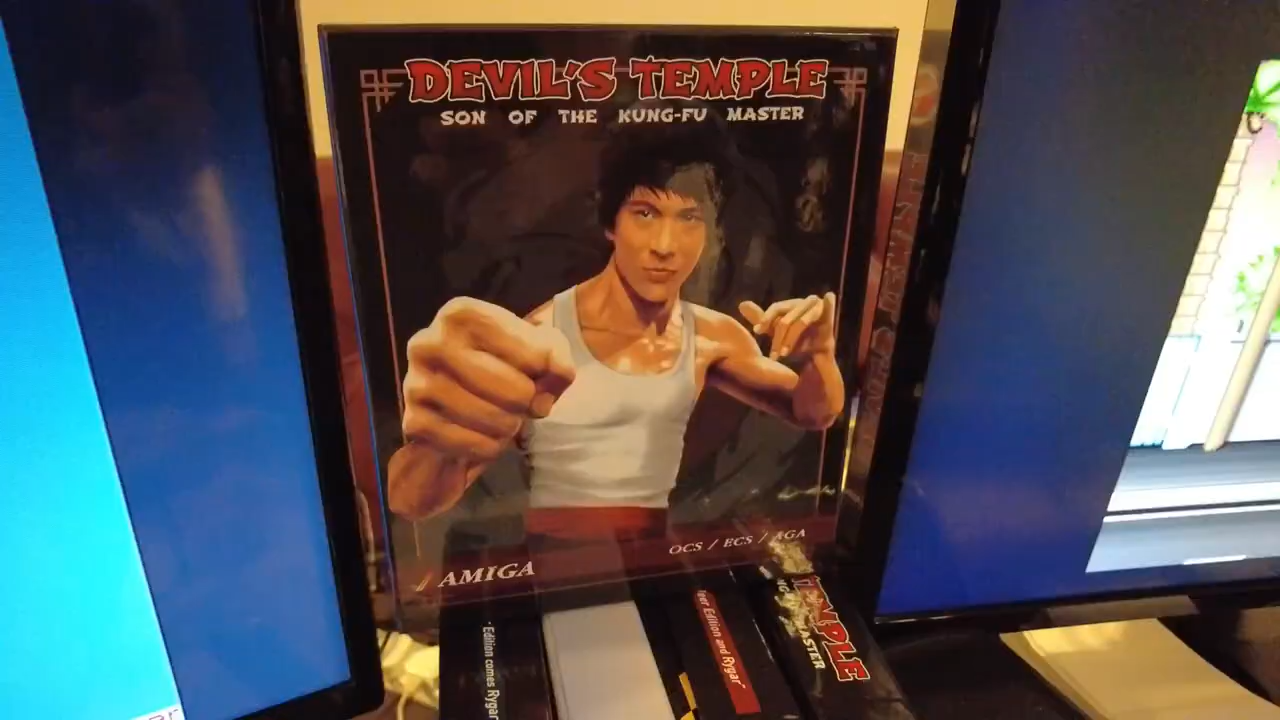 DEVIL'S TEMPLE
SON OF THE KUNG-FU MASTER
OCS / ECS / AGA
AMIGA
Edition comes Rygar
Edition and Rygar"
TEMPLE
MASTER